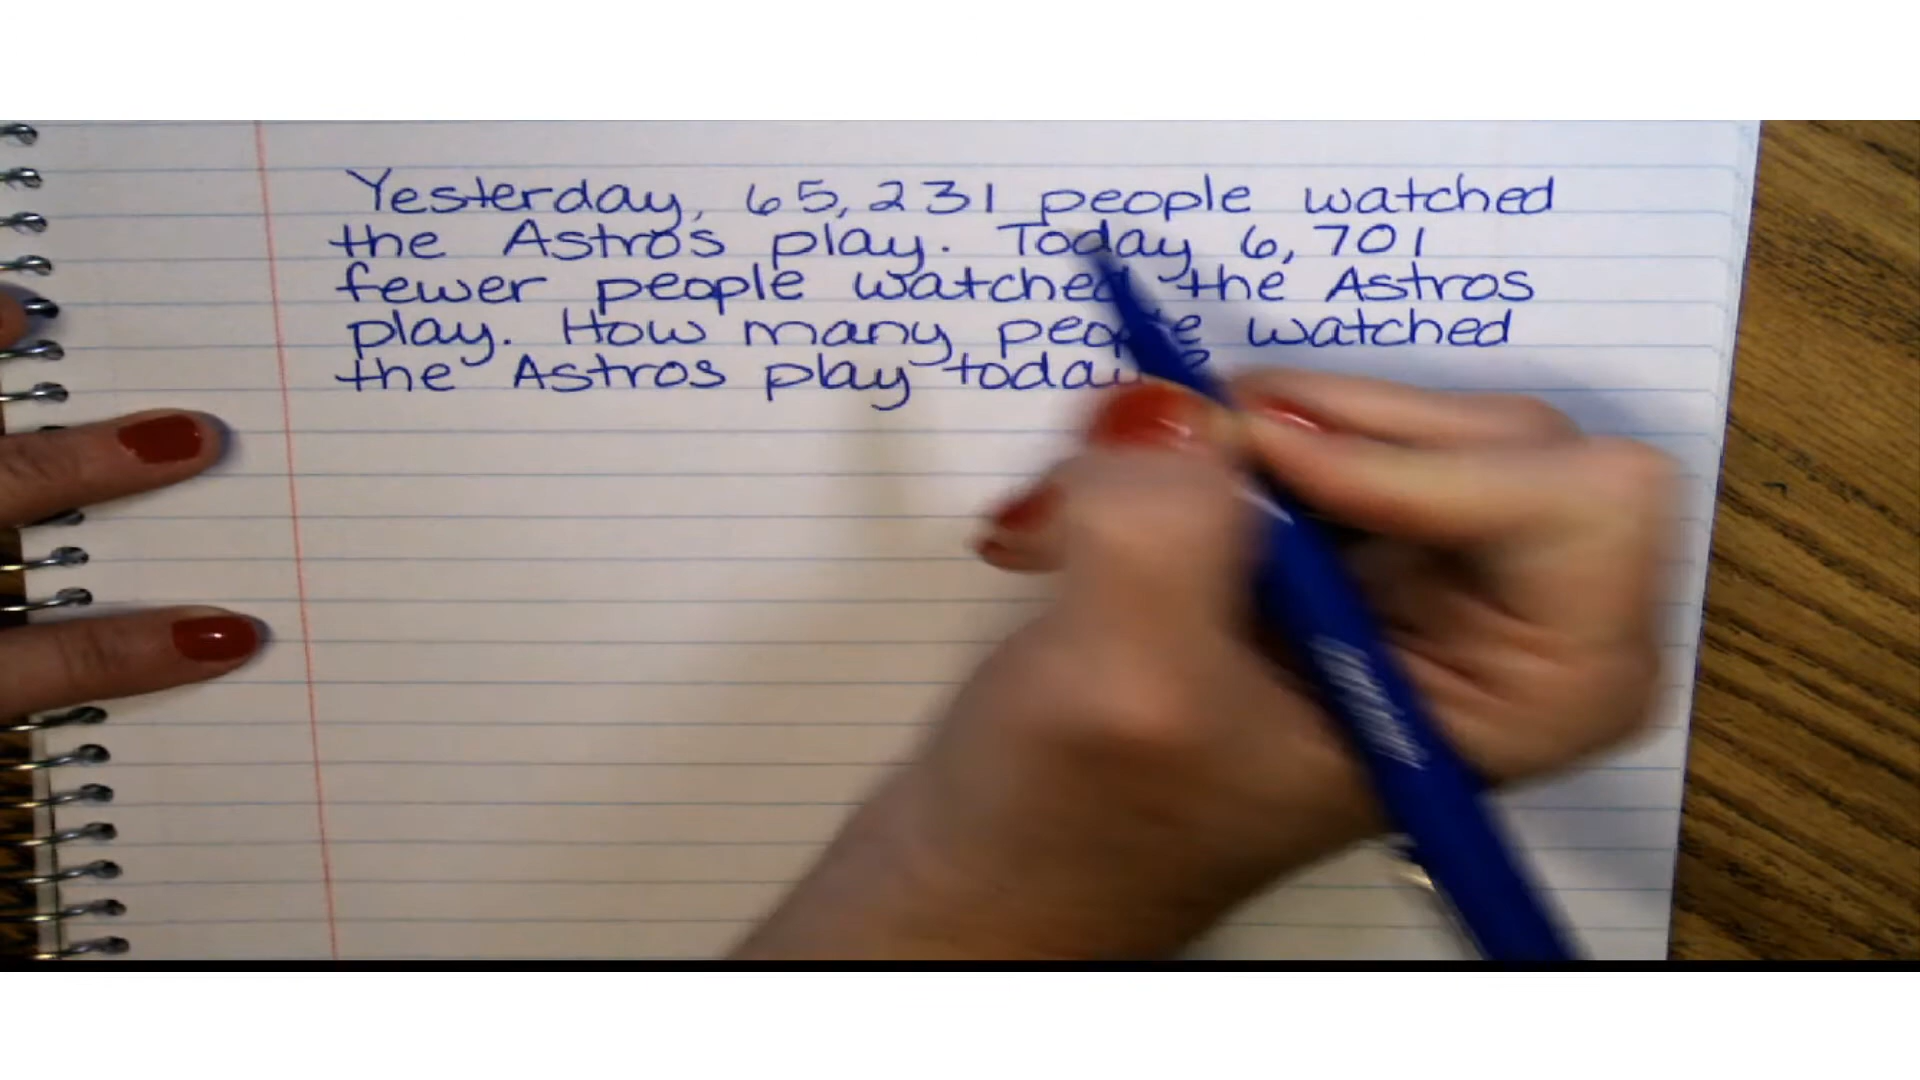 Yesterday, 65,231 people watched
the Astros play. Today 6,701
fewer people watched the Astros
play. How many people watched
the Astros play today?